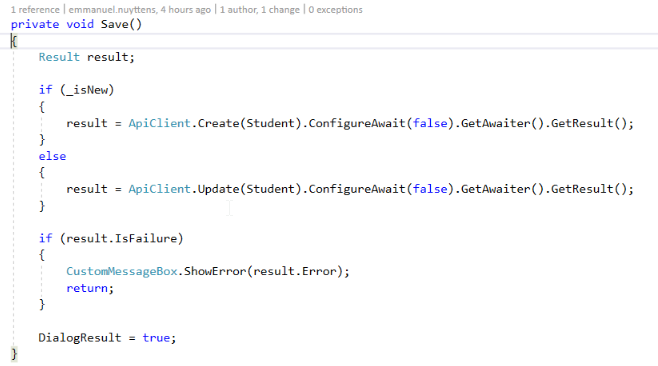 1 reference | emmanuel.nuyttens, 4 hours ago | 1 author, 1 change | 0 exceptions
private void Save()
{
    Result result;

    if (_isNew)
    {
        result = ApiClient.Create(Student).ConfigureAwait(false).GetAwaiter().GetResult();
    }
    else
    {
        result = ApiClient.Update(Student).ConfigureAwait(false).GetAwaiter().GetResult();
    }

    if (result.IsFailure)
    {
        CustomMessageBox.ShowError(result.Error);
        return;
    }

    DialogResult = true;
}